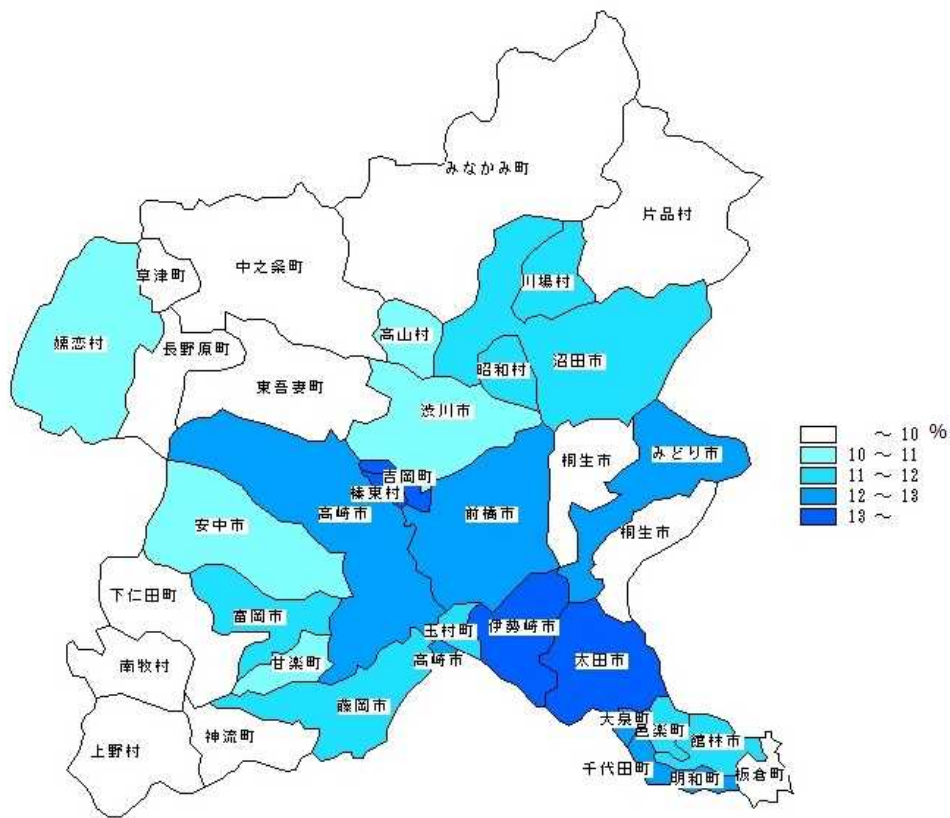 みなかみ町
片品村
中之条町
草津町
川場村
嬬恋村
長野原町
高山村
昭和村
沼田市
東吾妻町
渋川市
～ 10 %
10 ～ 11
11 ～ 12
12 ～ 13
13 ～
桐生市
みどり市
吉岡町
榛東村
高崎市
前橋市
安中市
桐生市
下仁田町
富岡市
玉村町
伊勢崎市
太田市
南牧村
甘楽町
高崎市
藤岡市
大泉町
邑楽町
館林市
上野村
神流町
千代田町
明和町
板倉町